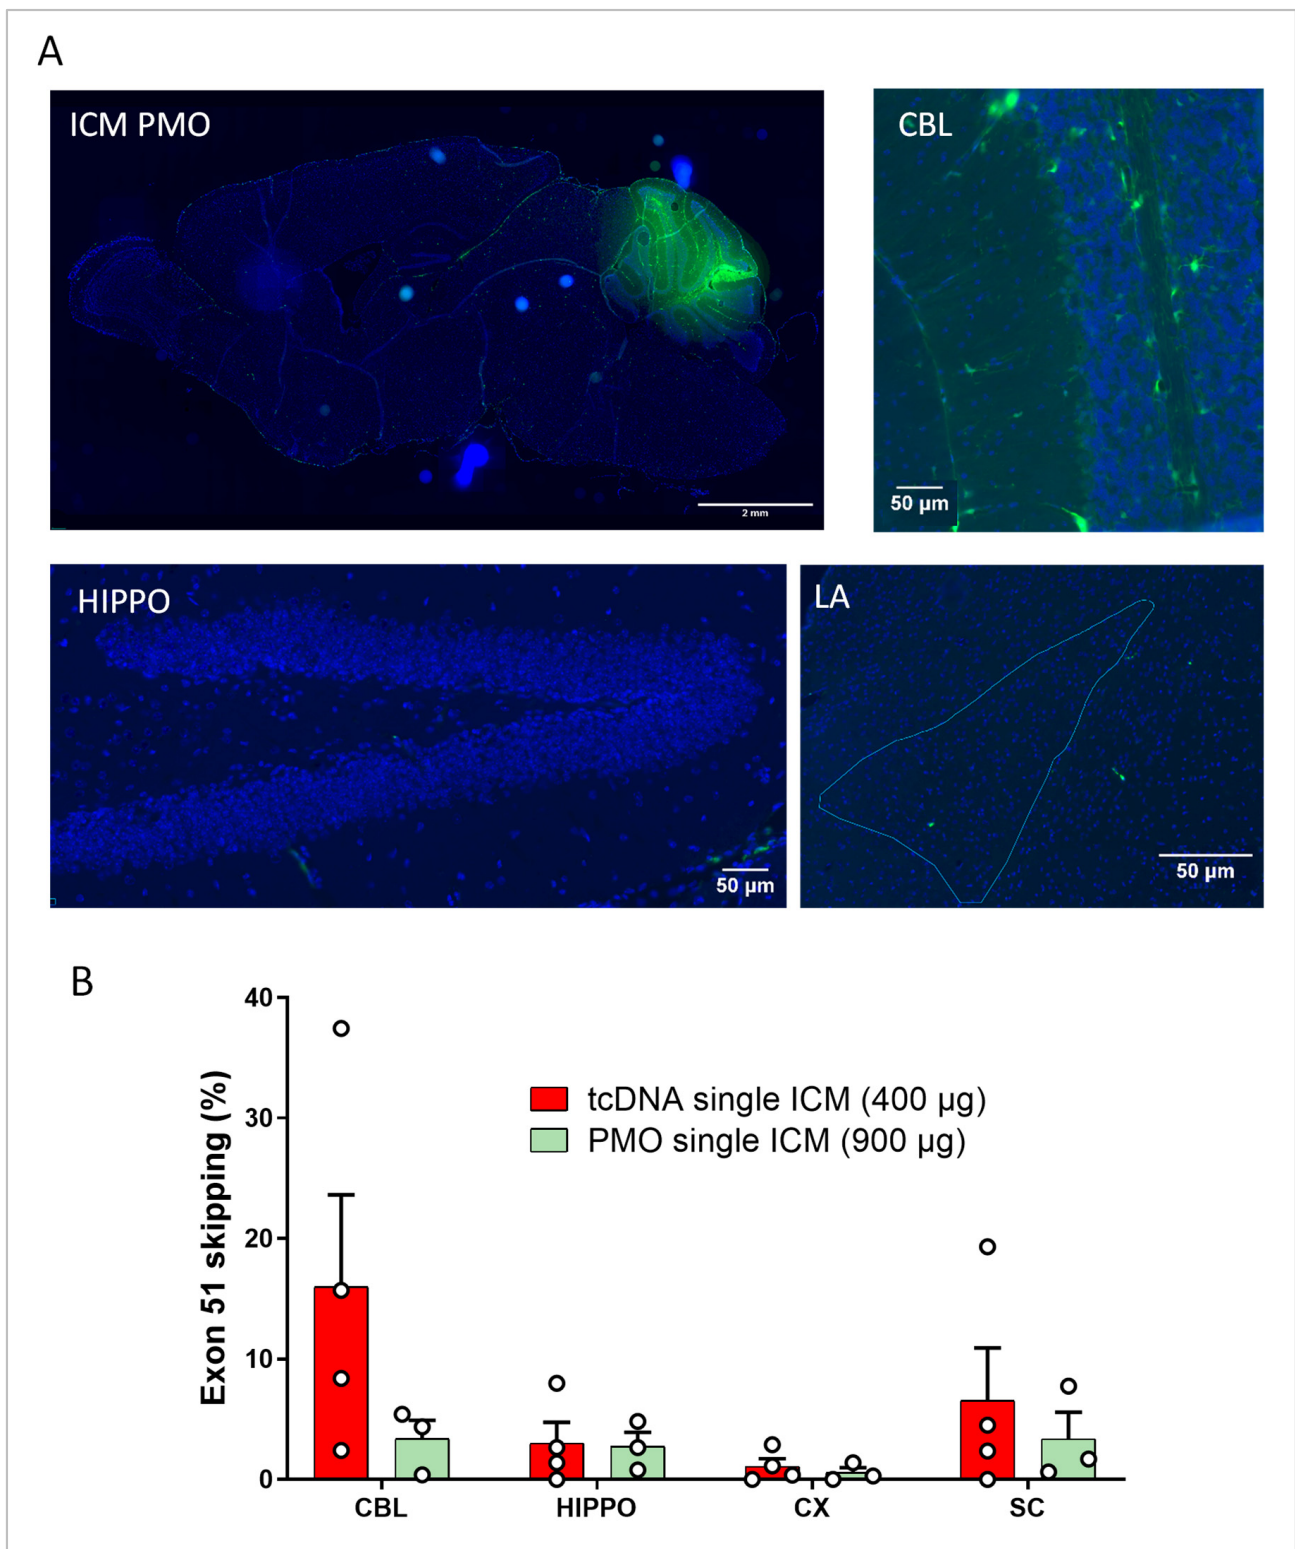 A
ICM PMO
CBL
2 mm
50 µm
HIPPO
LA
50 µm
50 µm
B
40
30
20
10
0
Exon 51 skipping (%)
tcDNA single ICM (400 µg)
PMO single ICM (900 µg)
CBL
HIPPO
CX
SC